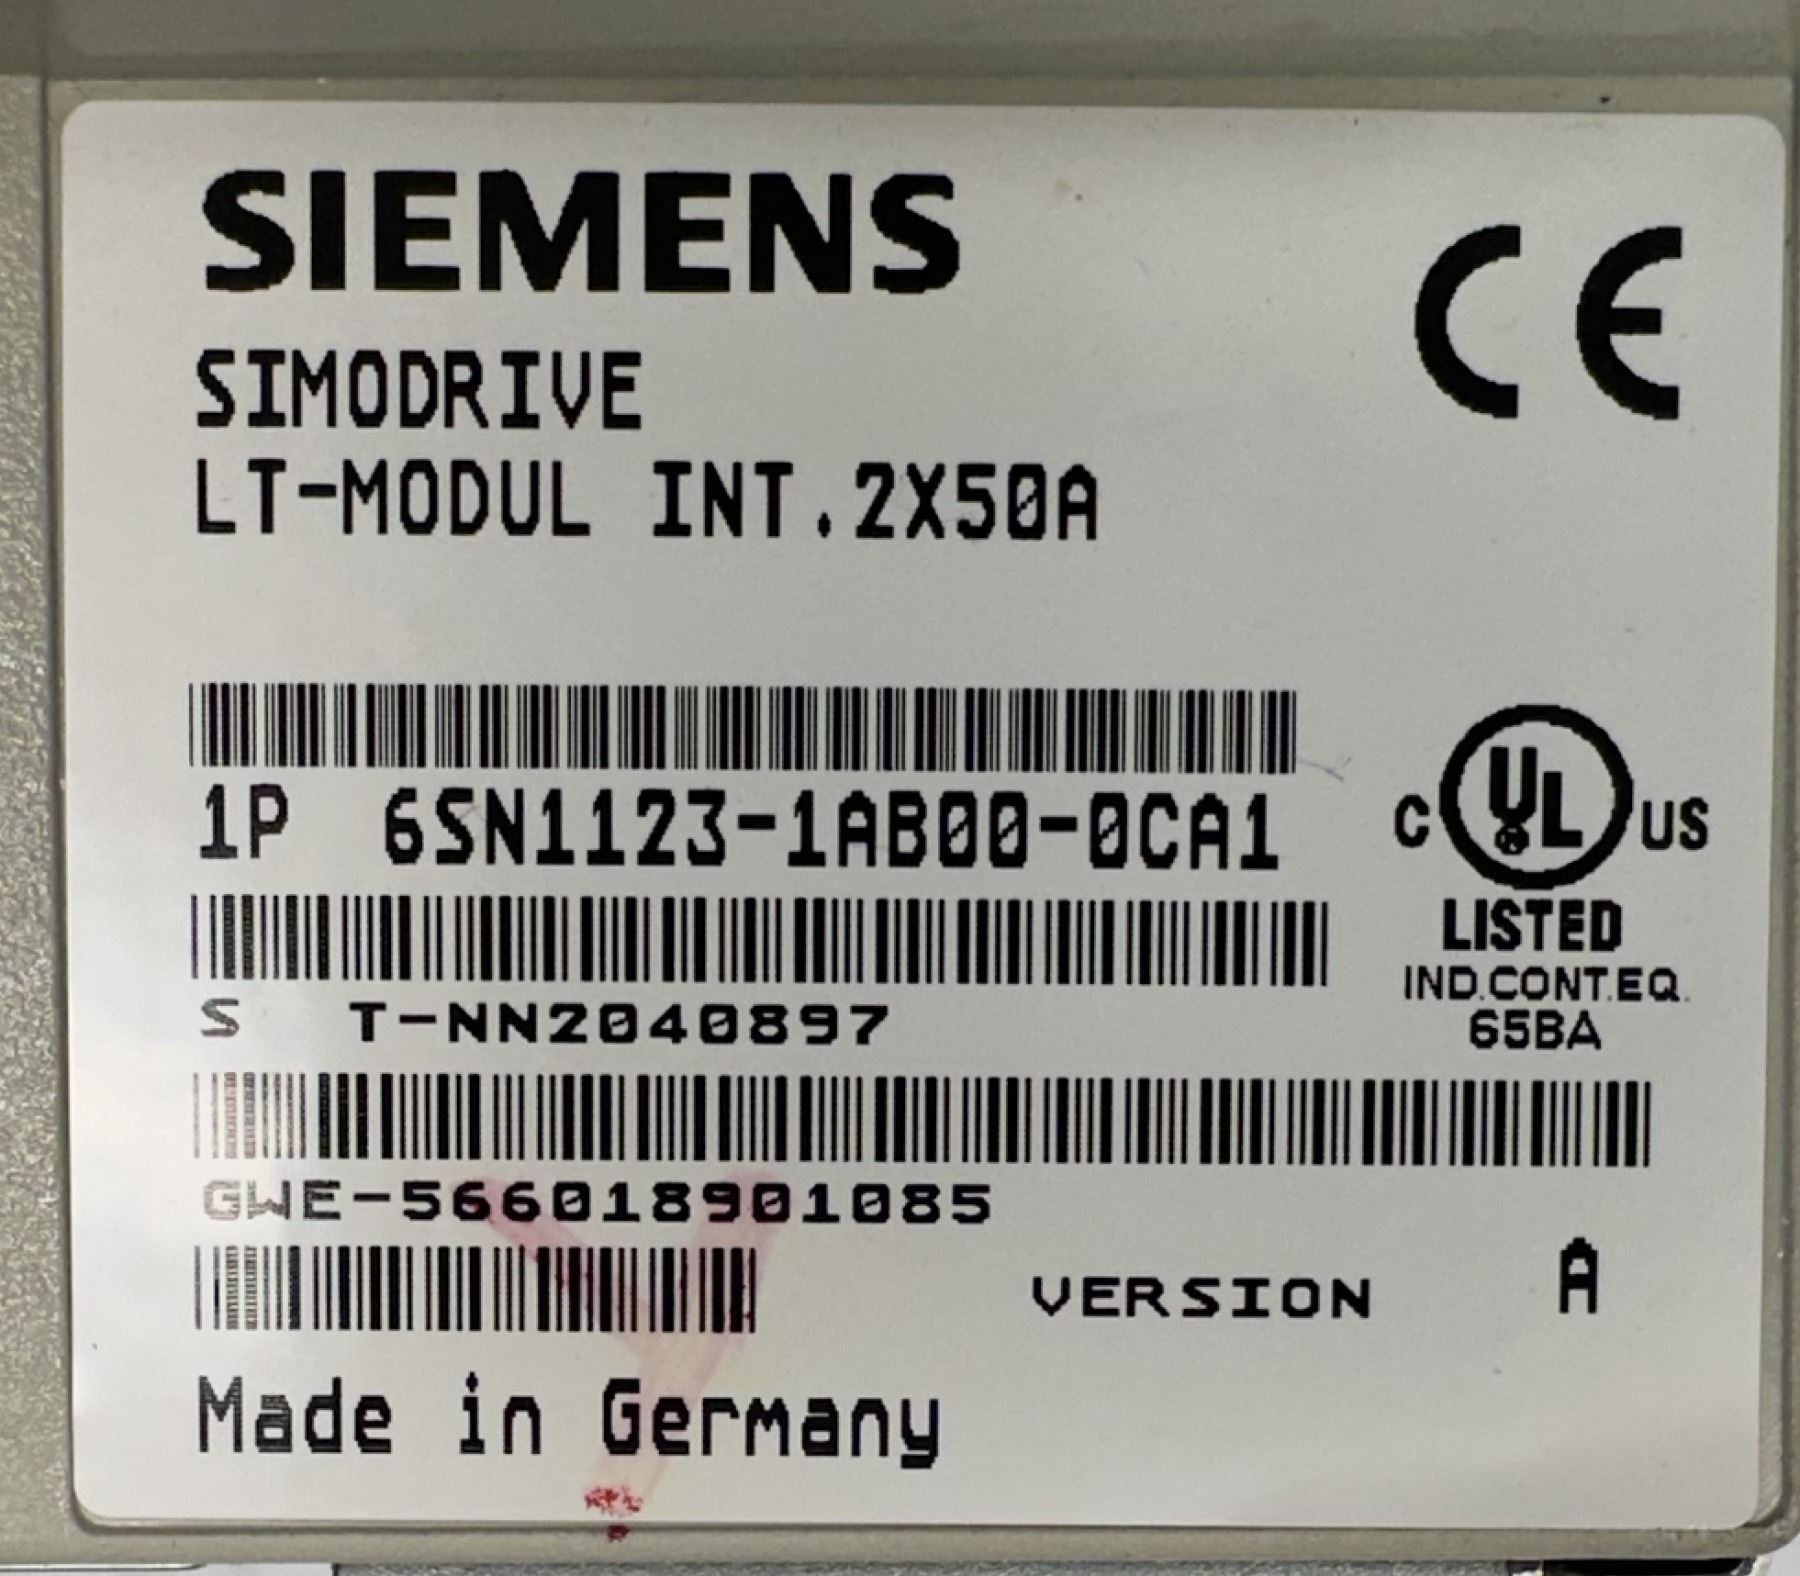 SIEMENS
CE
SIMODRIVE
LT-MODUL INT.2X50A
1P 6SN1123-1AB00-0CA1
C UL® US
LISTED
IND.CONT.EQ.
65BA
S T-NN2040897
GWE-566018901085
VERSION A
Made in Germany